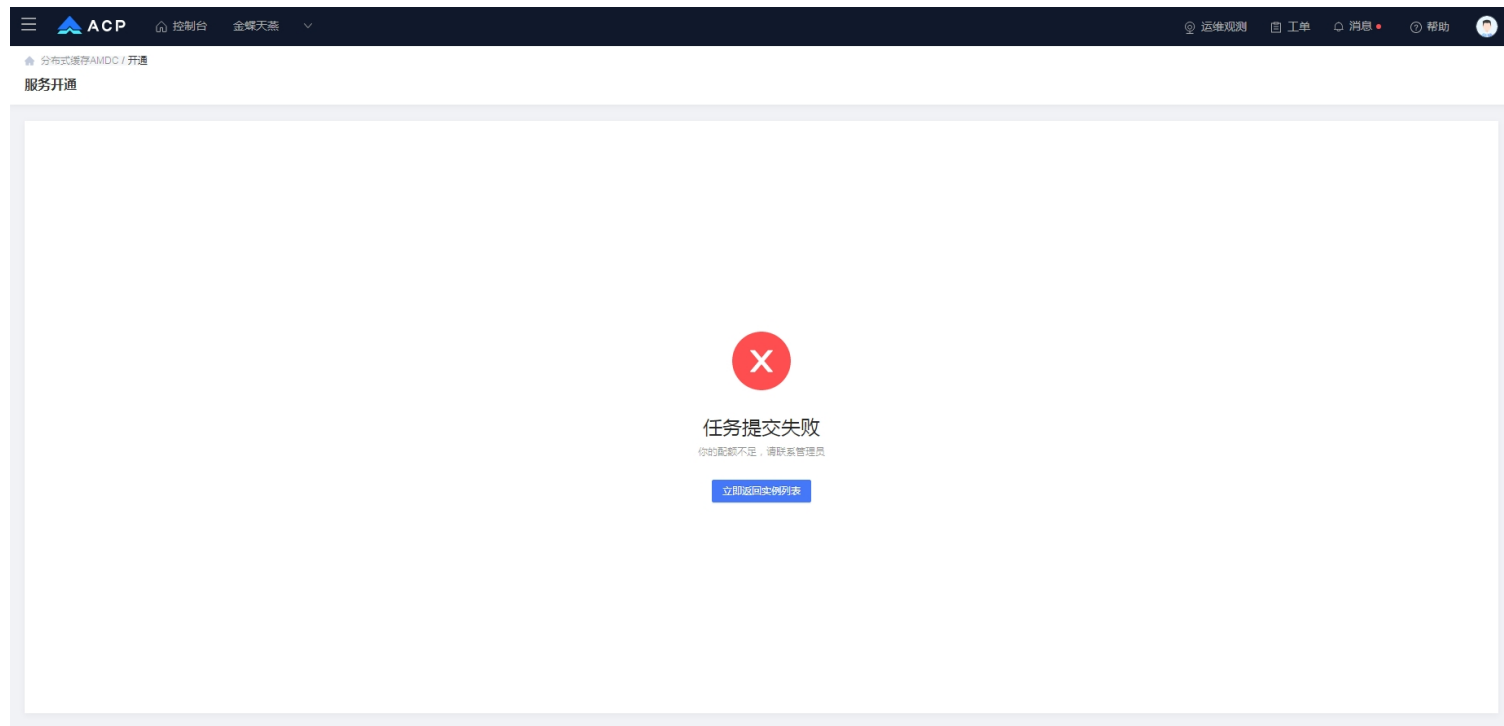 ACP 控制台 金蝶天燕 运维观测 工单 消息 帮助
分布式缓存AMDC / 开通
服务开通
X
任务提交失败
你的配额不足，请联系管理员
立即返回实例列表